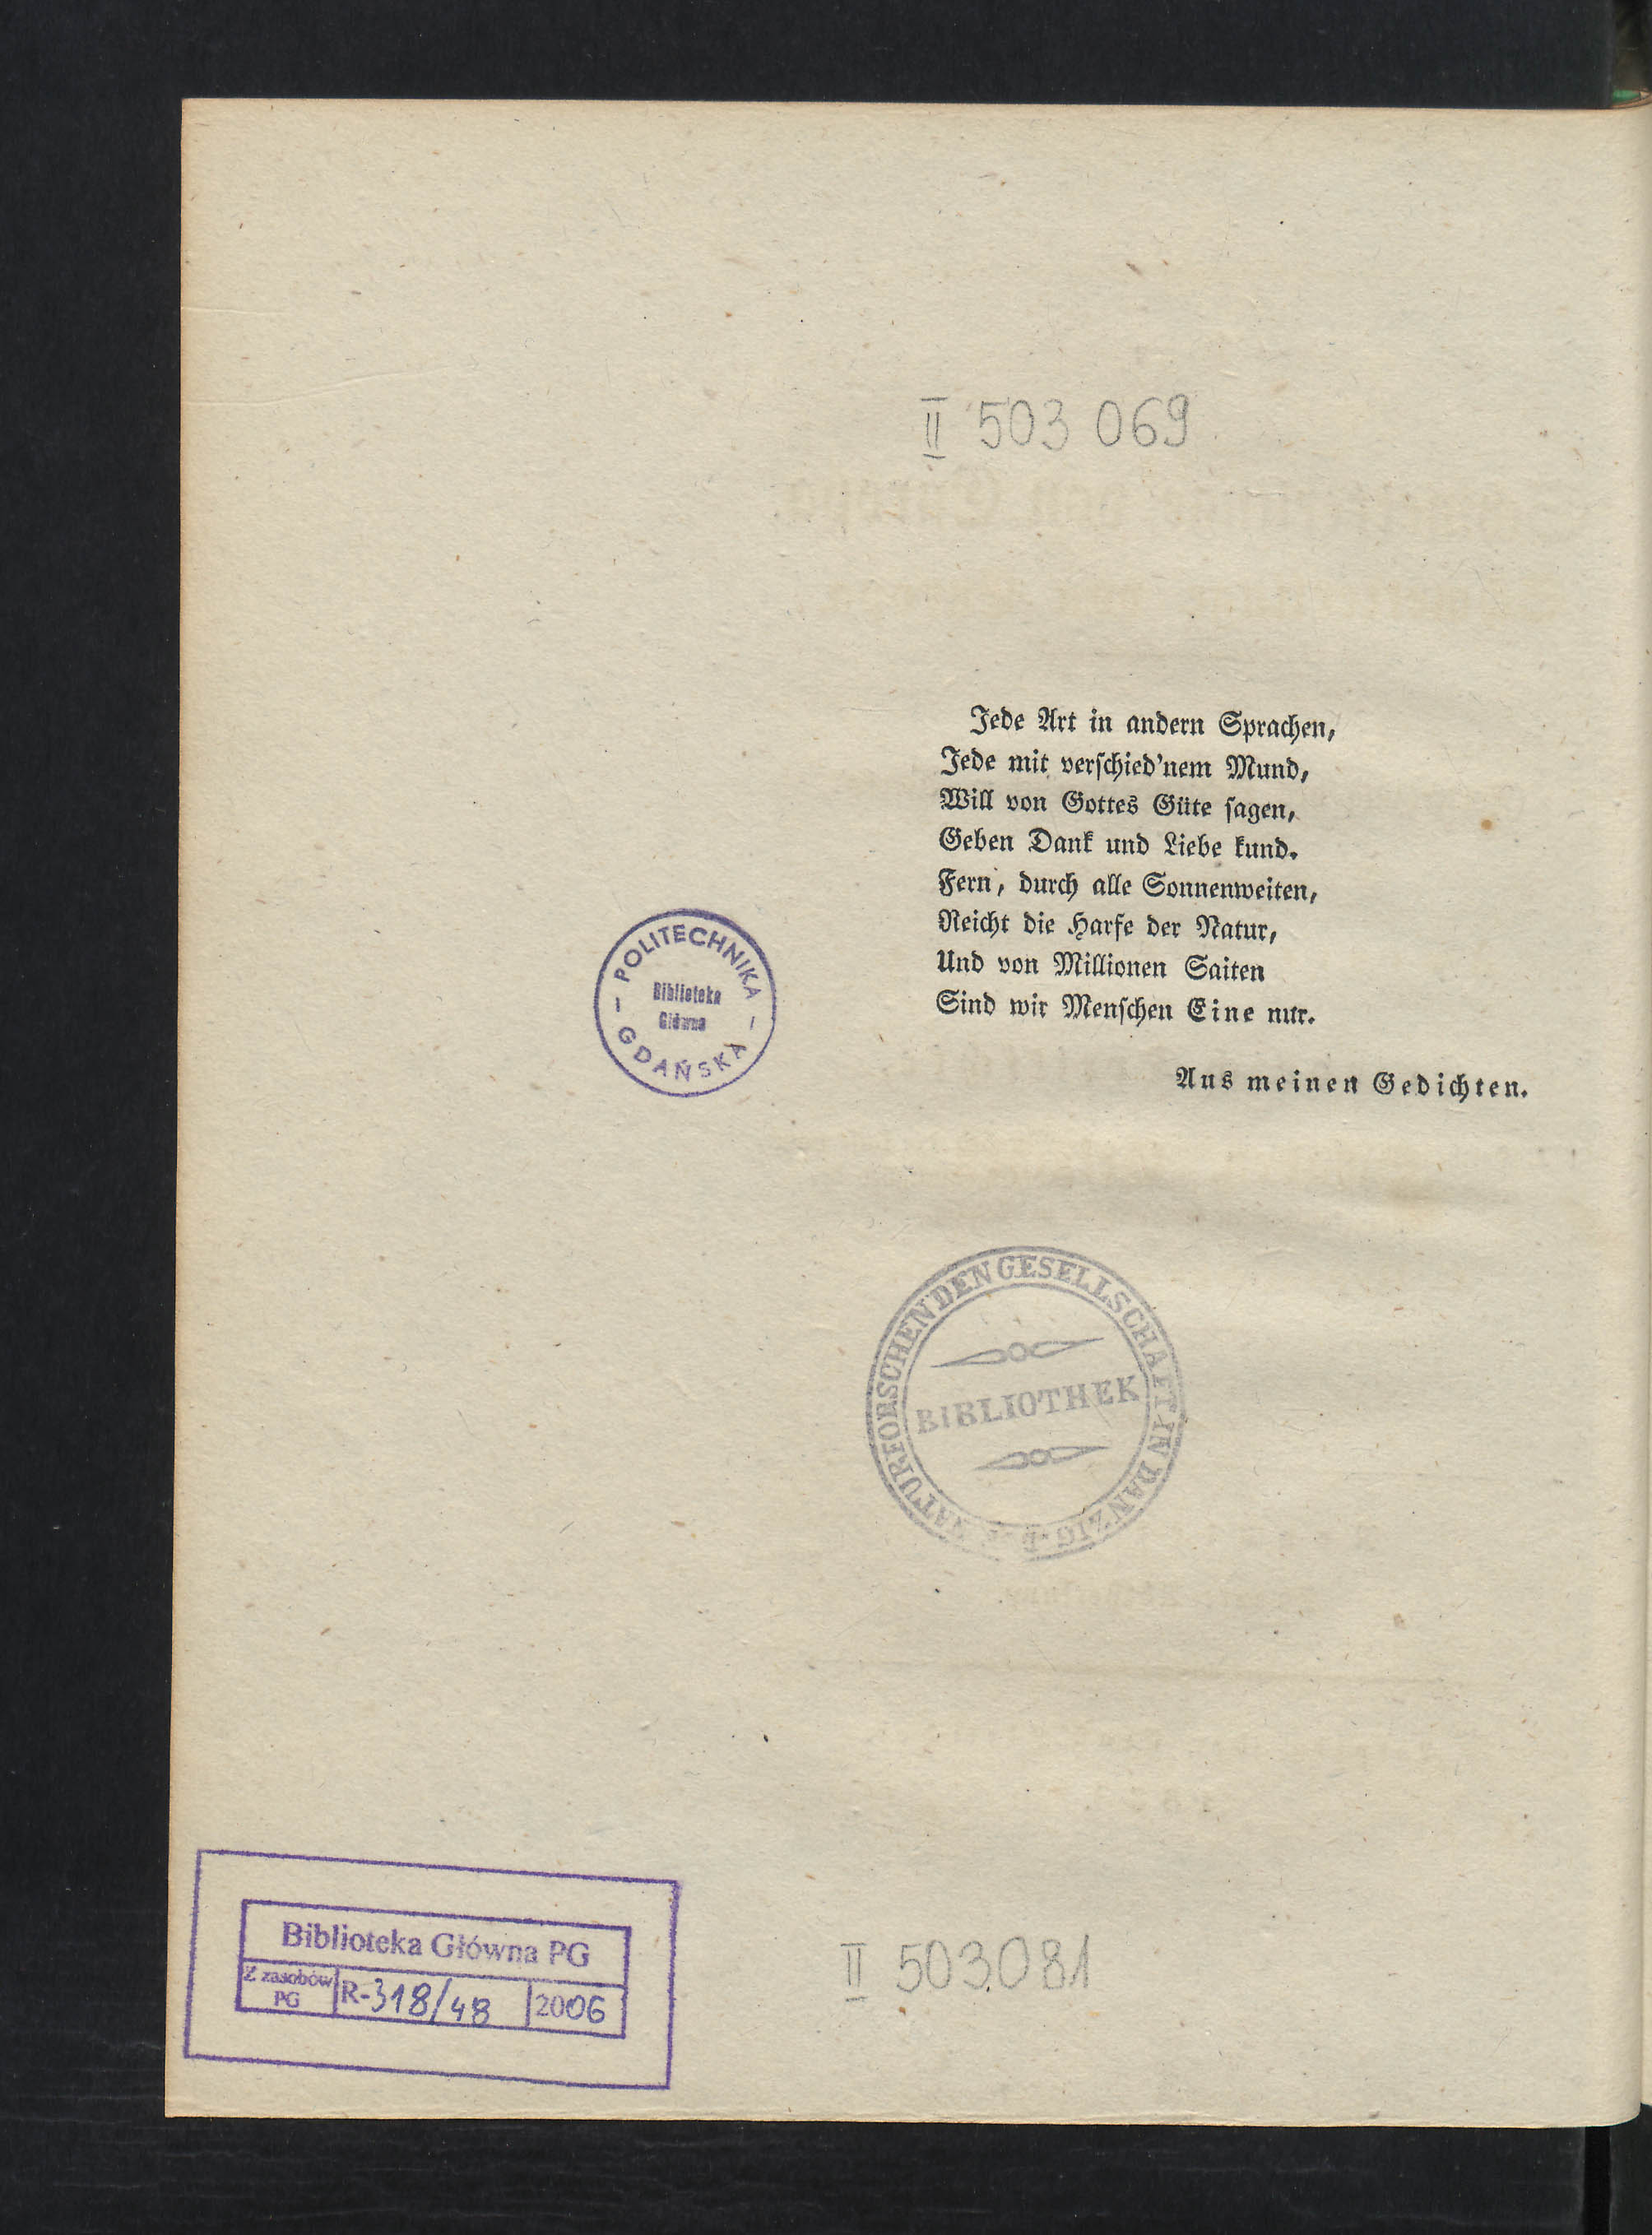 II 503 069
Jede Art in andern Sprachen,
Jede mit verschied'nem Mund,
Will von Gottes Güte sagen,
Geben Dank und Liebe kund.
Fern, durch alle Sonnenweiten,
Reicht die Harfe der Natur,
Und von Millionen Saiten
Sind wir Menschen Eine nur.
Aus meinen Gedichten.
POLITECHNIKA
Biblioteka
Główna
GDAŃSKA
NATURFORSCHENDEN GESELLSCHAFT IN DANZIG
BIBLIOTHEK
Biblioteka Główna PG
Z zasobów PG R-318/48 2006
II 503081